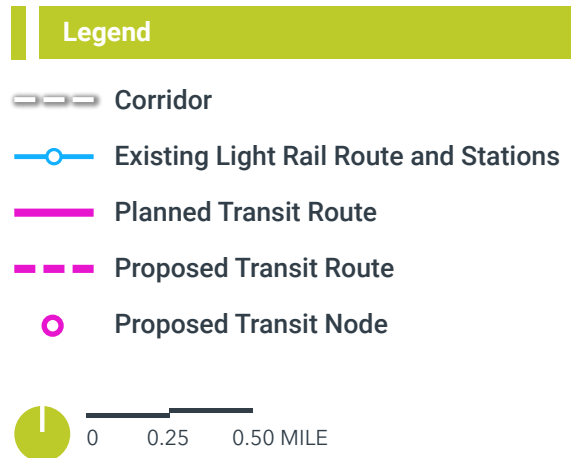 Legend
Corridor
Existing Light Rail Route and Stations
Planned Transit Route
Proposed Transit Route
Proposed Transit Node
0 0.25 0.50 MILE